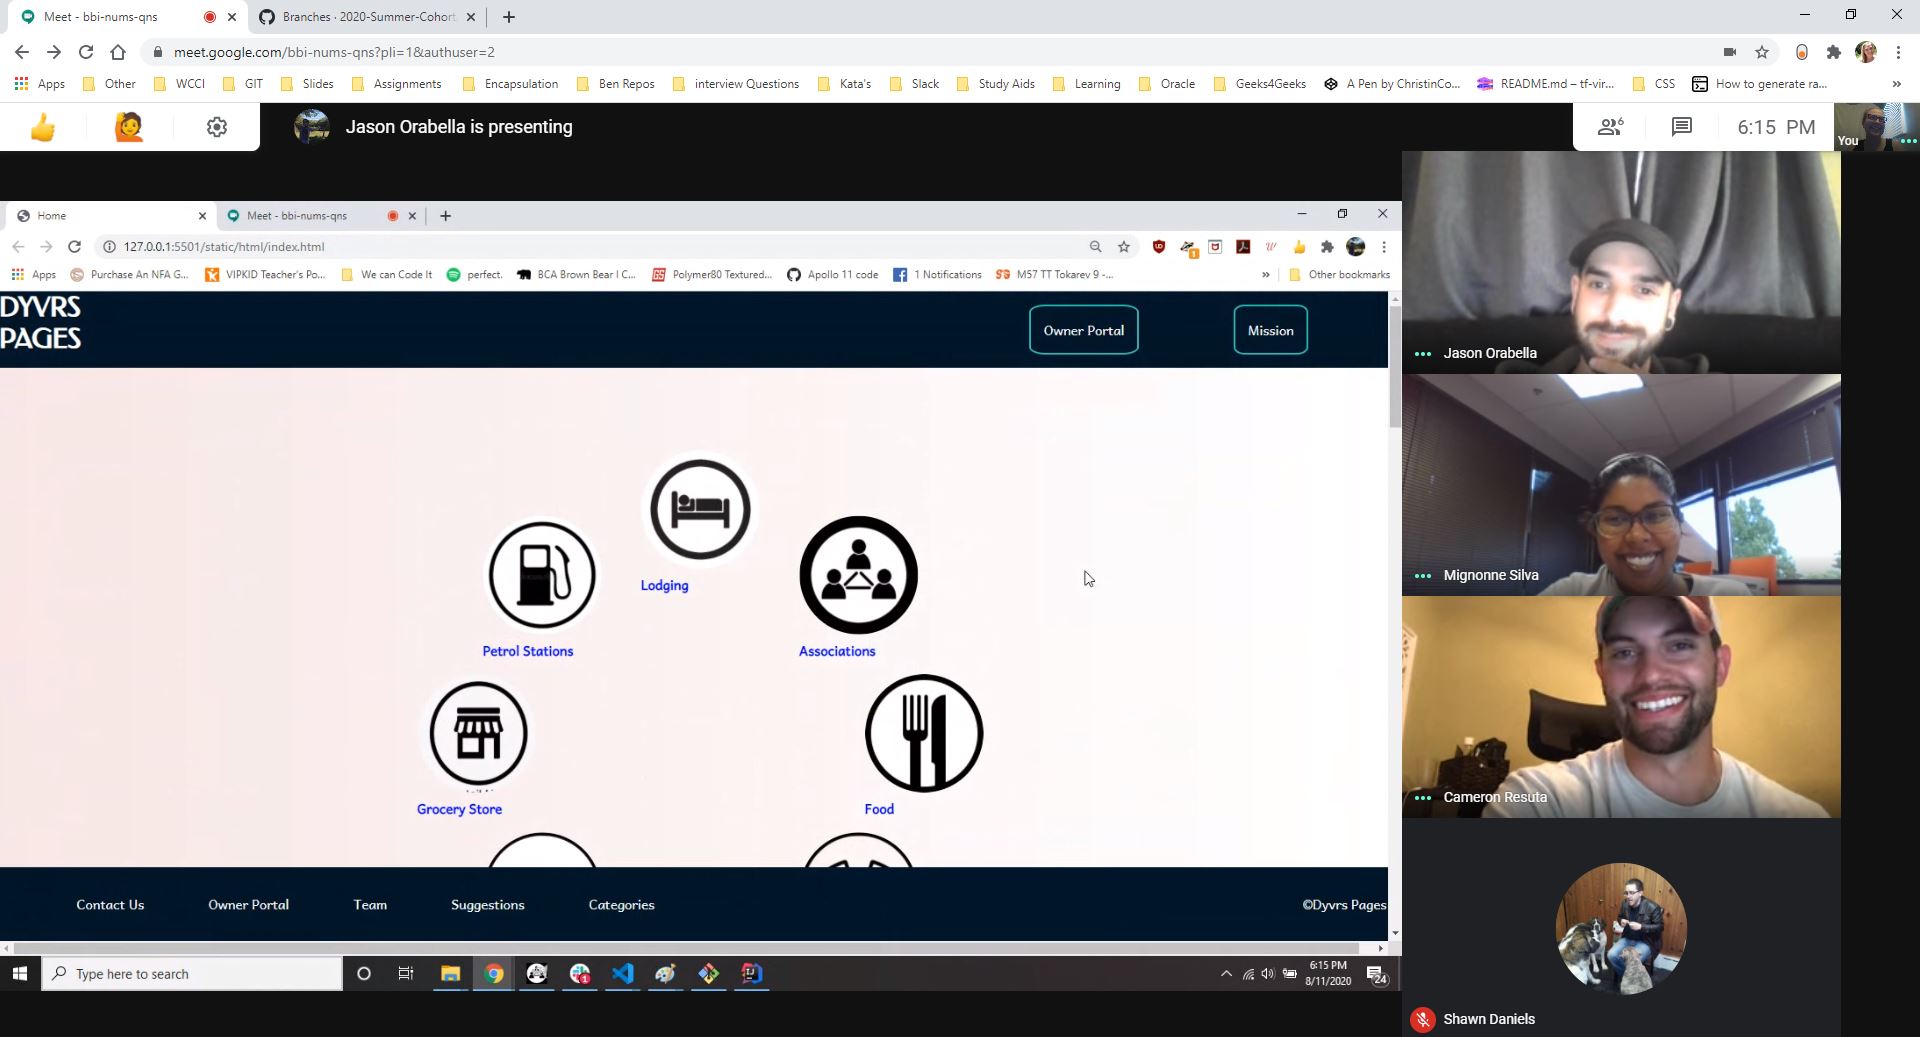 Meet - bbi-nums-qns
Branches · 2020-Summer-Cohort
meet.google.com/bbi-nums-qns?pli=1&authuser=2
Apps Other WCCI GIT Slides Assignments Encapsulation Ben Repos interview Questions Kata's Slack Study Aids Learning Oracle Geeks4Geeks A Pen by ChristinCo... README.md – tf-vir... CSS How to generate ra... »
Jason Orabella is presenting
6
6:15 PM
You
Home
Meet - bbi-nums-qns
127.0.0.1:5501/static/html/index.html
1
Apps Purchase An NFA G... VIPKID Teacher's Po... We can Code It perfect. BCA Brown Bear I C... Polymer80 Textured... Apollo 11 code 1 Notifications M57 TT Tokarev 9 -... » Other bookmarks
DYVRS
PAGES
Owner Portal
Mission
Lodging
Petrol Stations
Associations
Grocery Store
Food
Contact Us
Owner Portal
Team
Suggestions
Categories
©Dyvrs Pages
Type here to search
1
6:15 PM
8/11/2020
24
Jason Orabella
Mignonne Silva
Cameron Resuta
Shawn Daniels